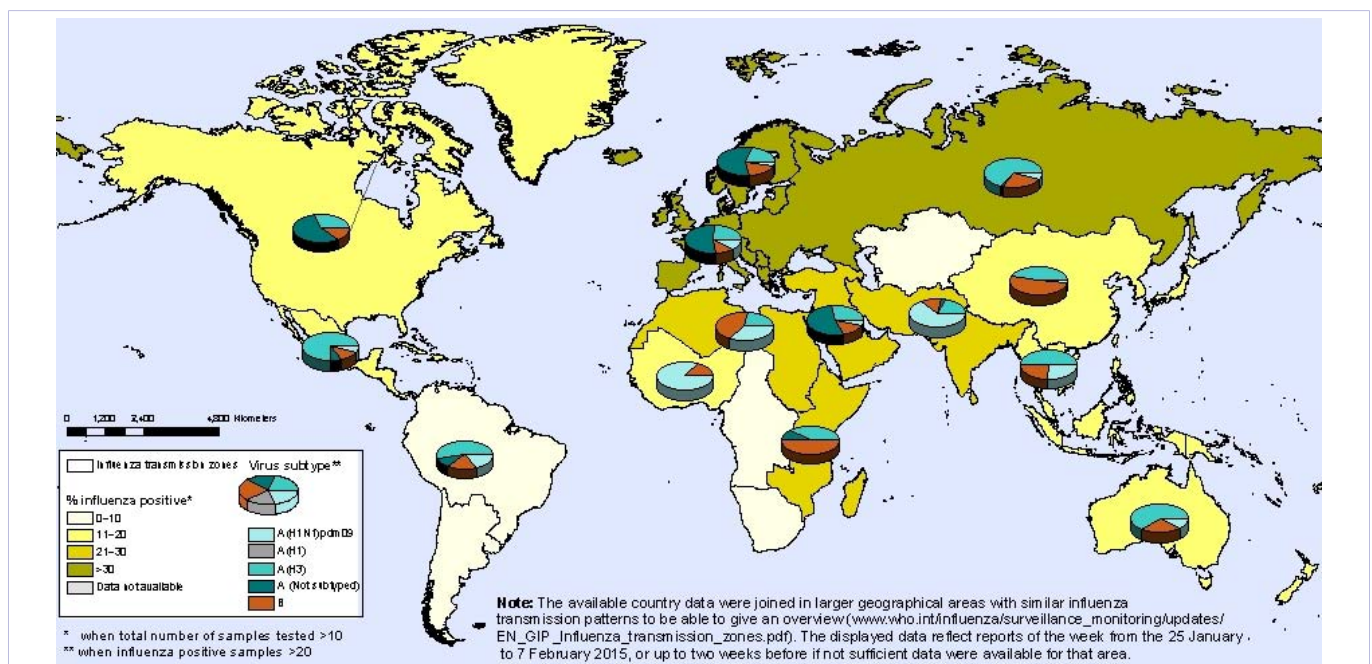 0 1,200 2,400 4,800 Kilometers
Influenza transmission zones
Virus subtype**
% influenza positive*
0–10
11–20
21–30
>30
Data not available
A(H1N1)pdm09
A(H1)
A(H3)
A (Not subtyped)
B
* when total number of samples tested >10
** when influenza positive samples >20
Note: The available country data were joined in larger geographical areas with similar influenza
transmission patterns to be able to give an overview (www.who.int/influenza/surveillance_monitoring/updates/
EN_GIP_Influenza_transmission_zones.pdf). The displayed data reflect reports of the week from the 25 January
to 7 February 2015, or up to two weeks before if not sufficient data were available for that area.